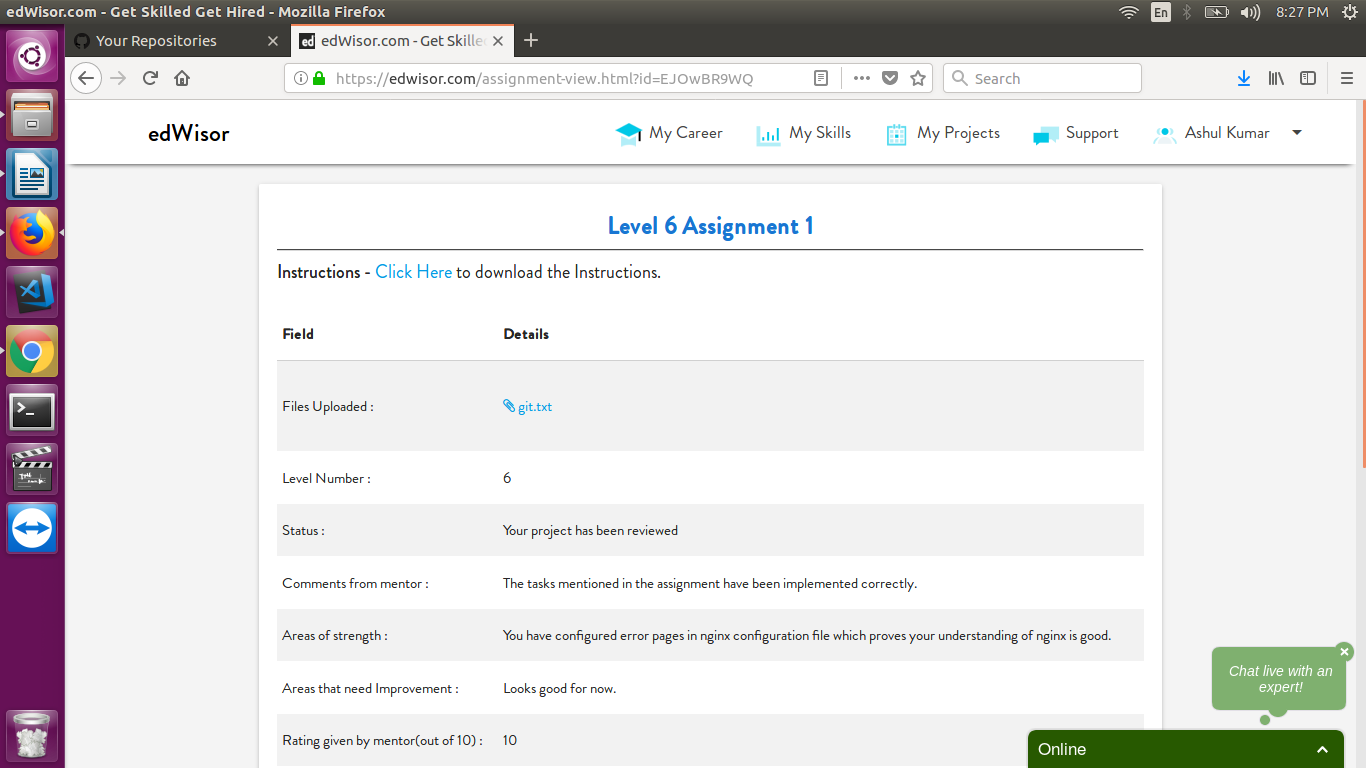 edWisor.com - Get Skilled Get Hired - Mozilla Firefox
En
8:27 PM
Your Repositories
ed
edWisor.com - Get Skille
https://edwisor.com/assignment-view.html?id=EJOwBR9WQ
Search
edWisor
My Career
My Skills
My Projects
Support
Ashul Kumar
Level 6 Assignment 1
Instructions - Click Here to download the Instructions.
Field
Details
Files Uploaded :
git.txt
Level Number :
6
Status :
Your project has been reviewed
Comments from mentor :
The tasks mentioned in the assignment have been implemented correctly.
Areas of strength :
You have configured error pages in nginx configuration file which proves your understanding of nginx is good.
Areas that need Improvement :
Looks good for now.
Rating given by mentor(out of 10) :
10
Chat live with an
expert!
Online